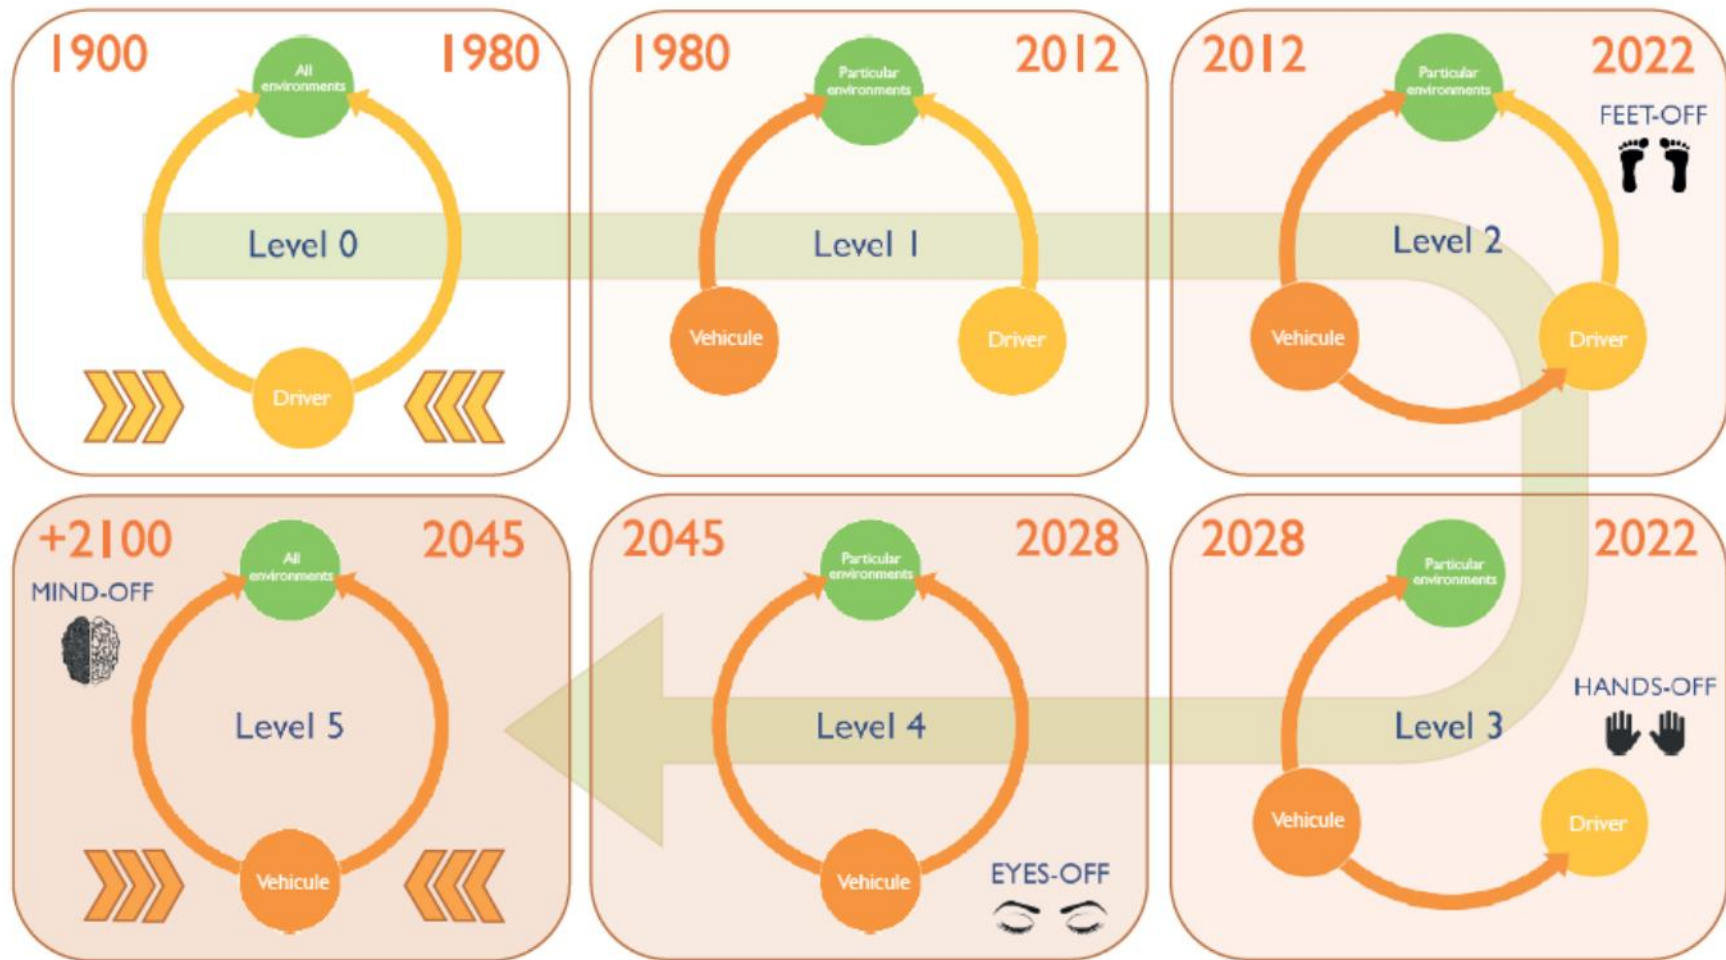 1900
1980
All
environments
Level 0
Driver
1980
2012
Particular
environments
Level 1
Vehicule
Driver
2012
2022
Particular
environments
FEET-OFF
Level 2
Vehicule
Driver
+2100
2045
All
environments
MIND-OFF
Level 5
Vehicule
2045
2028
Particular
environments
Level 4
Vehicule
EYES-OFF
2028
2022
Particular
environments
HANDS-OFF
Level 3
Vehicule
Driver